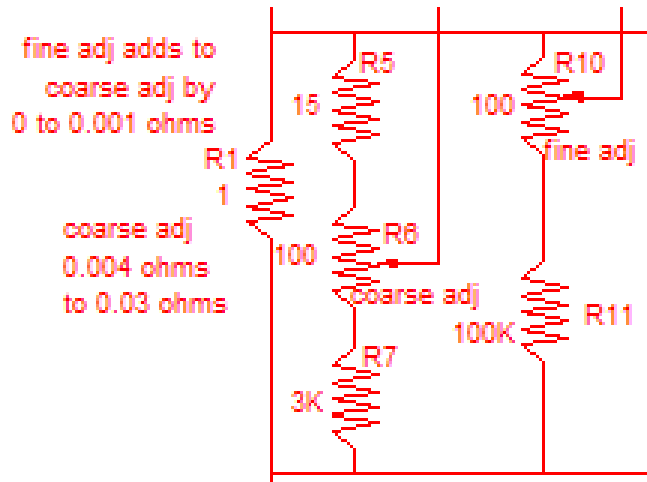 fine adj adds to
coarse adj by
0 to 0.001 ohms
R5
15
R10
100
fine adj
R1
1
coarse adj
0.004 ohms
to 0.03 ohms
R6
100
coarse adj
R7
3K
R11
100K